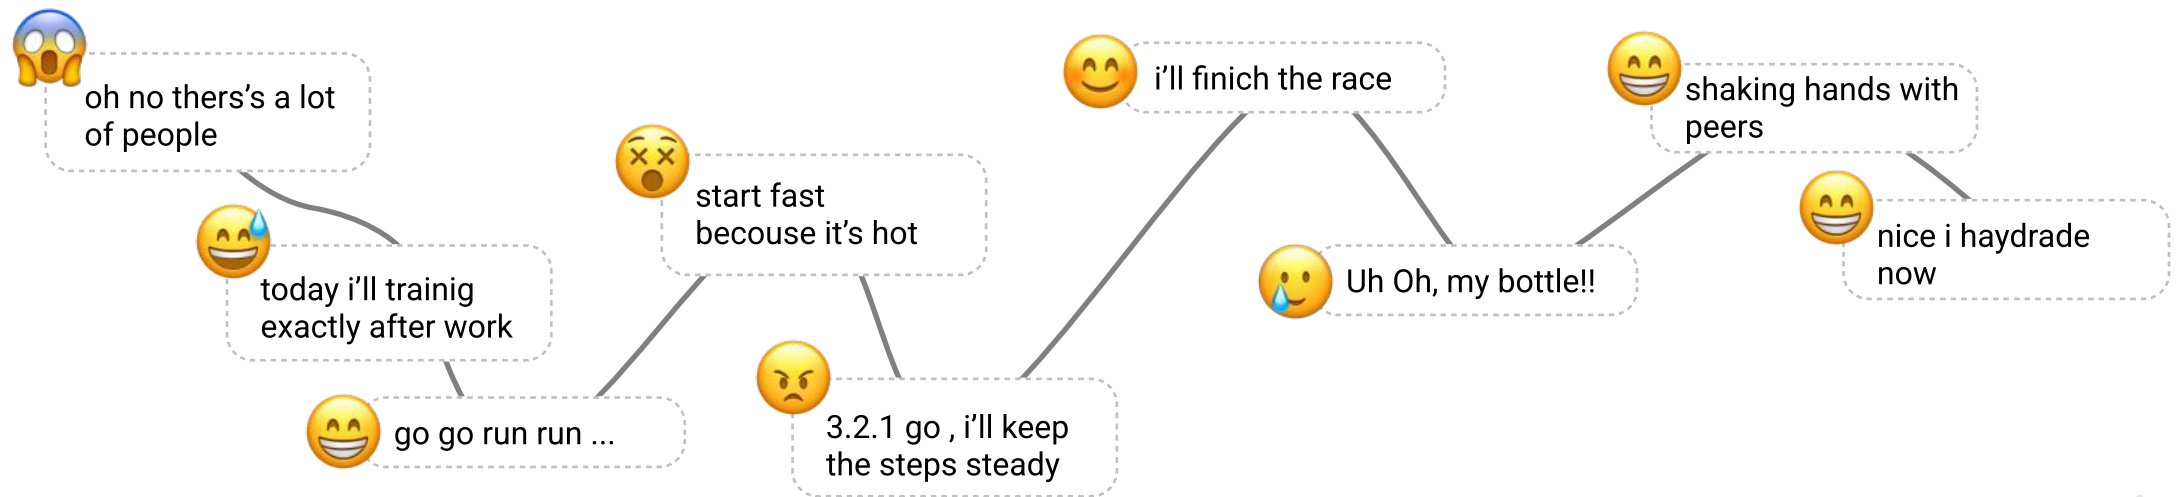 oh no thers's a lot
of people
today i'll trainig
exactly after work
go go run run ...
start fast
becouse it's hot
3.2.1 go , i'll keep
the steps steady
i'll finich the race
Uh Oh, my bottle!!
shaking hands with
peers
nice i haydrade
now